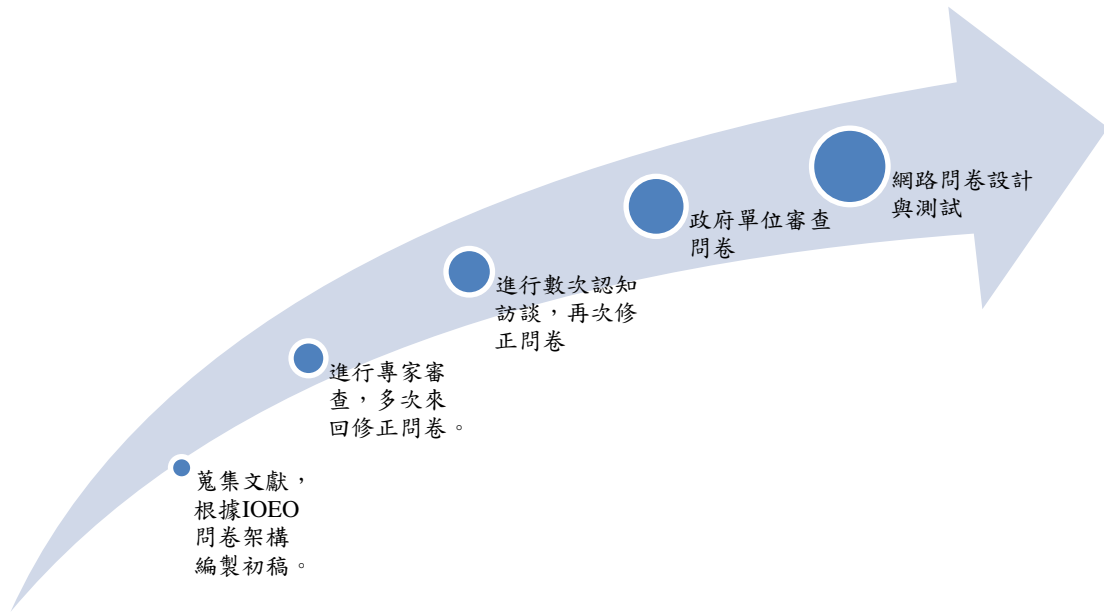 蒐集文獻，
根據IOEO
問卷架構
編製初稿。
進行專家審
查，多次來
回修正問卷。
進行數次認知
訪談，再次修
正問卷
政府單位審查
問卷
網路問卷設計
與測試